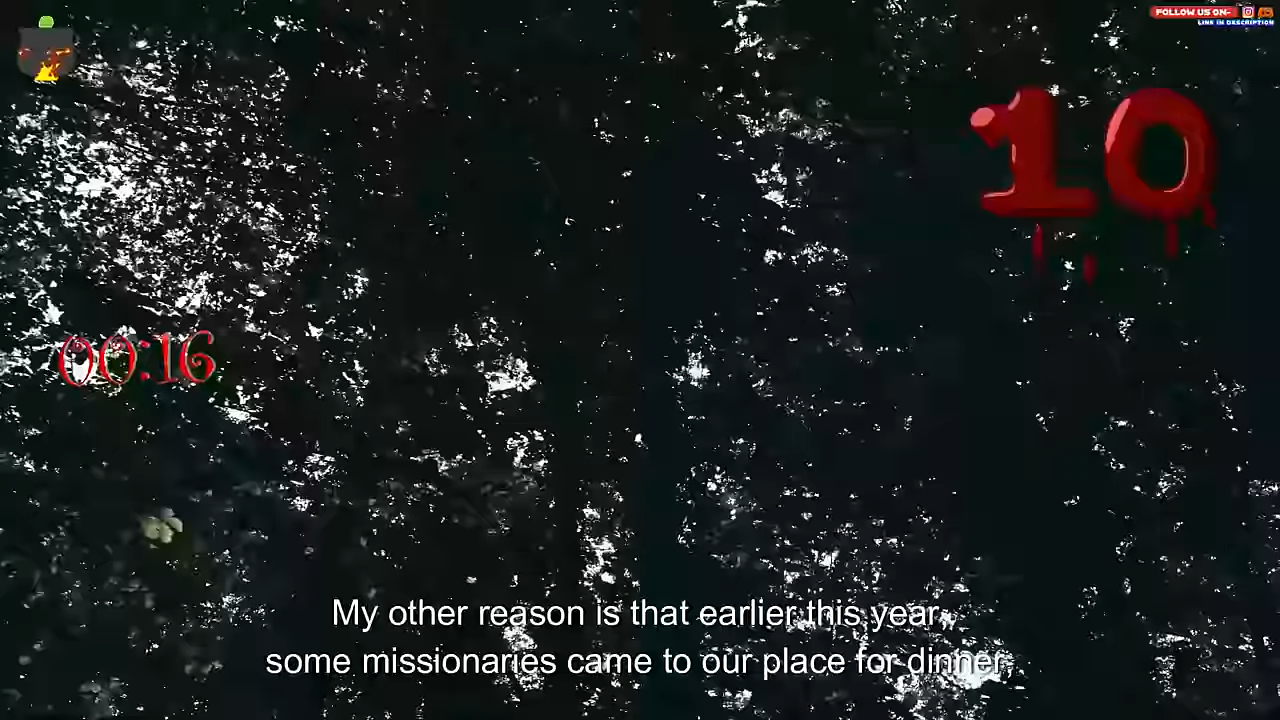 FOLLOW US ON-
LINK IN DESCRIPTION
10
00:16
My other reason is that earlier this year,
some missionaries came to our place for dinner.